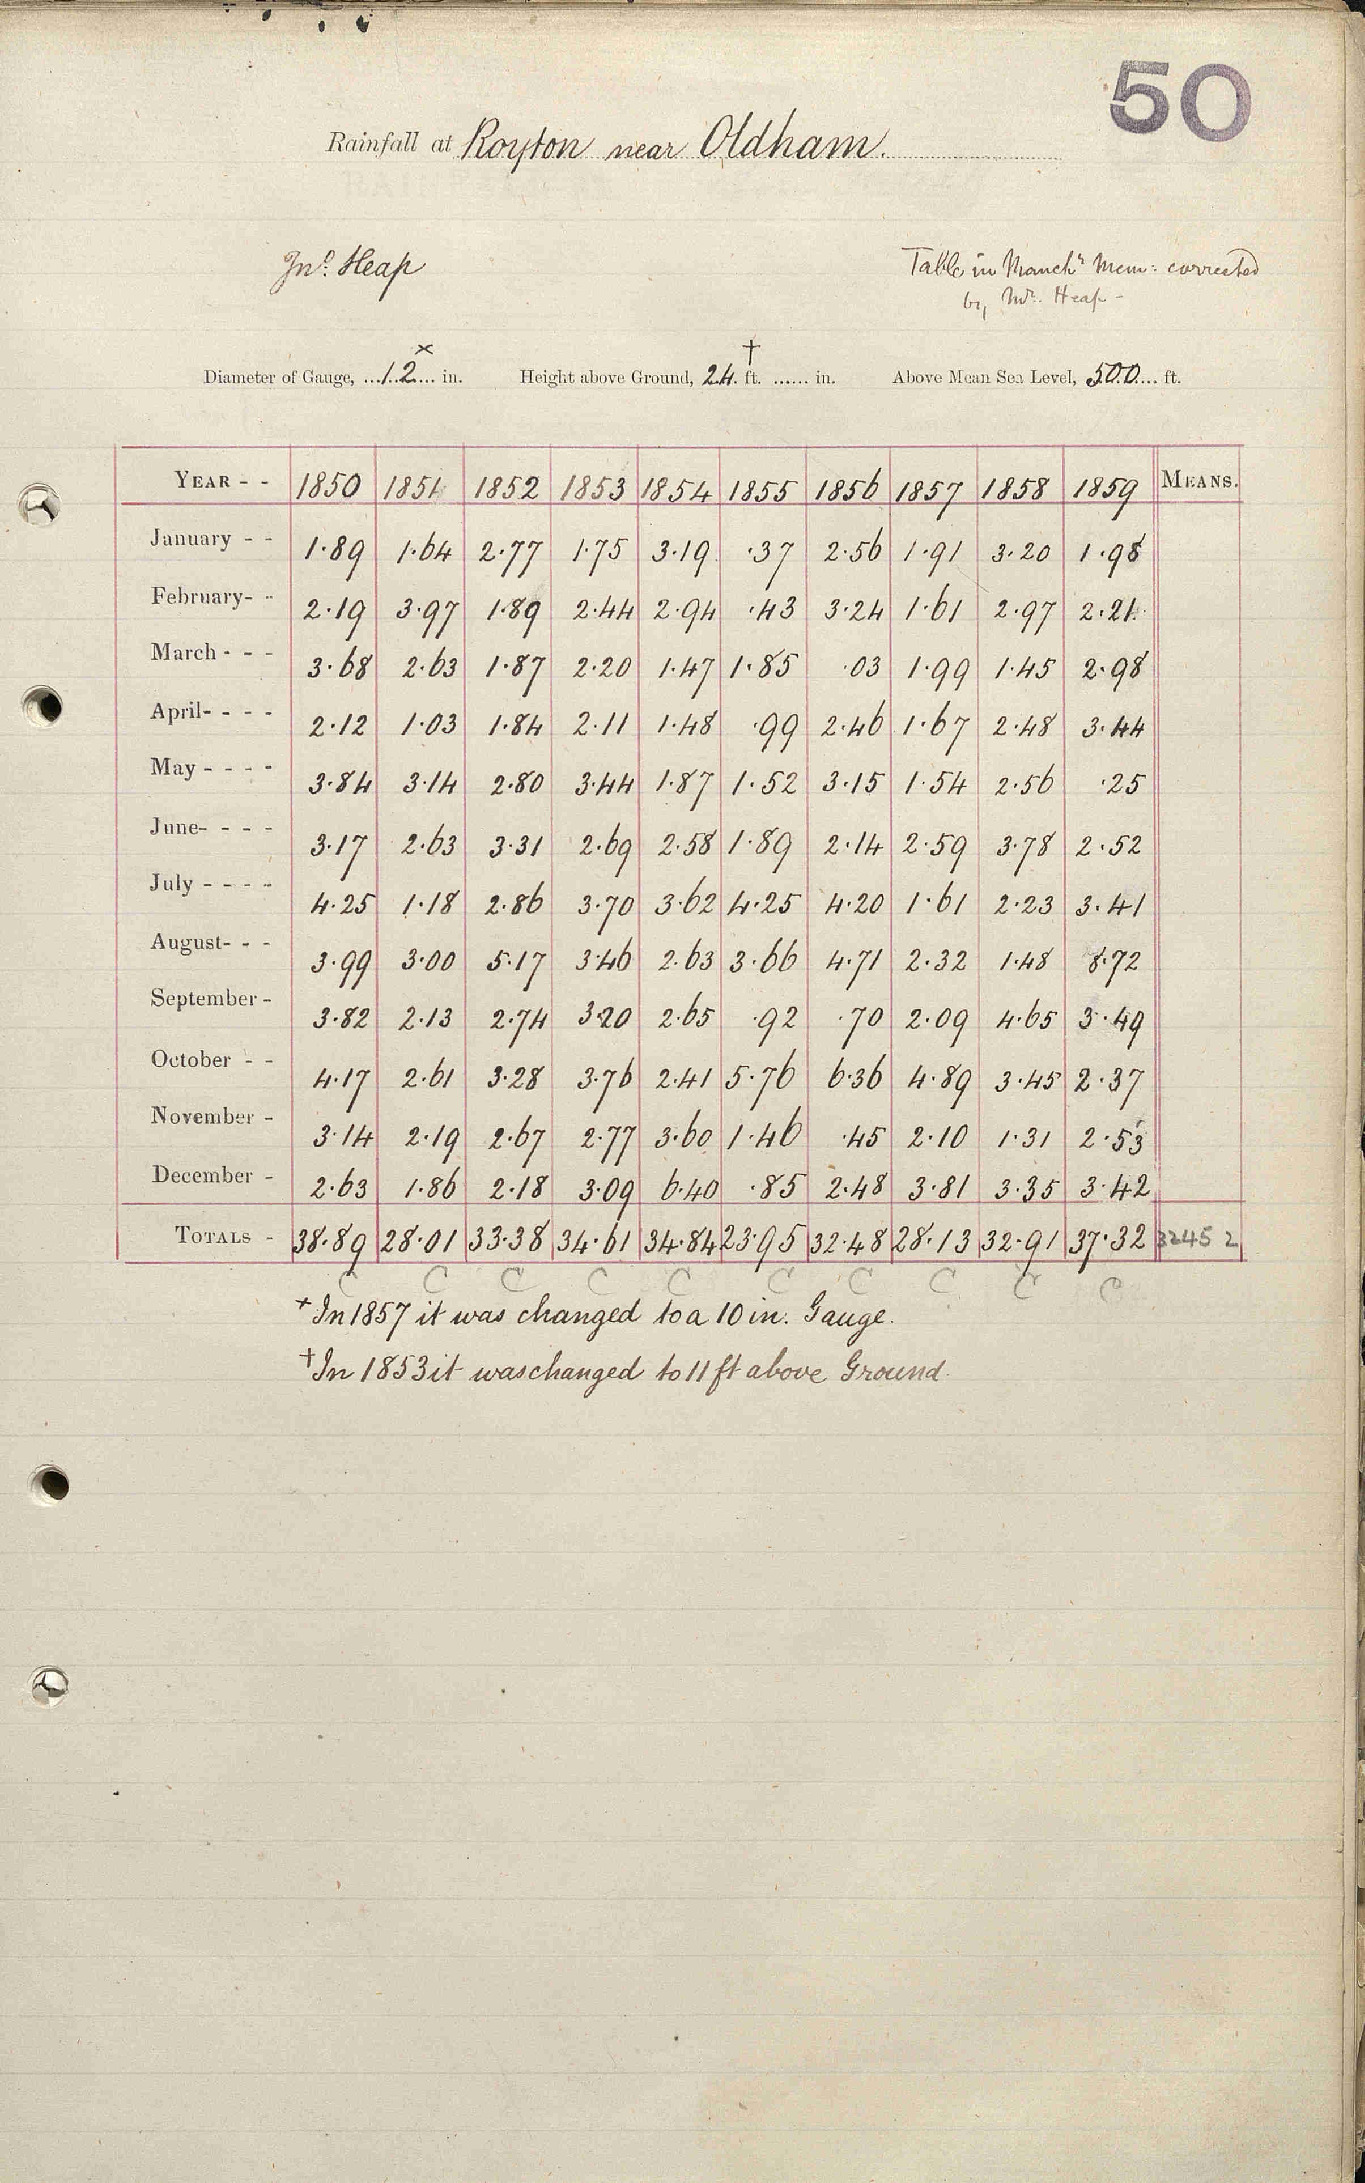 50
Rainfall at Royton near Oldham.
Jno. Heap
Table in Manchr Mem: corrected
by Mr. Heap -
Diameter of Gauge, 12 × in. Height above Ground, 24 † ft. ...... in. Above Mean Sea Level, 500 ft.
YEAR - - 1850 1851 1852 1853 1854 1855 1856 1857 1858 1859 MEANS.
January - - 1.89 1.64 2.77 1.75 3.19 .37 2.56 1.91 3.20 1.98
February- - 2.19 3.97 1.89 2.44 2.94 .43 3.24 1.61 2.97 2.21
March - - - 3.68 2.63 1.87 2.20 1.47 1.85 .03 1.99 1.45 2.98
April- - - - 2.12 1.03 1.84 2.11 1.48 .99 2.46 1.67 2.48 3.44
May - - - - 3.84 3.14 2.80 3.44 1.87 1.52 3.15 1.54 2.56 .25
June- - - - 3.17 2.63 3.31 2.69 2.58 1.89 2.14 2.59 3.78 2.52
July - - - - 4.25 1.18 2.86 3.70 3.62 4.25 4.20 1.61 2.23 3.41
August- - - 3.99 3.00 5.17 3.46 2.63 3.66 4.71 2.32 1.48 8.72
September - 3.82 2.13 2.74 3.20 2.65 .92 .70 2.09 4.65 3.49
October - - 4.17 2.61 3.28 3.76 2.41 5.76 6.36 4.89 3.45 2.37
November - 3.14 2.19 2.67 2.77 3.60 1.46 .45 2.10 1.31 2.53
December - 2.63 1.86 2.18 3.09 6.40 .85 2.48 3.81 3.35 3.42
TOTALS - 38.89 28.01 33.38 34.61 34.84 23.95 32.48 28.13 32.91 37.32 32452
C C C C C C C C C C
× In 1857 it was changed to a 10 in. Gauge.
† In 1853 it was changed to 11 ft above Ground.